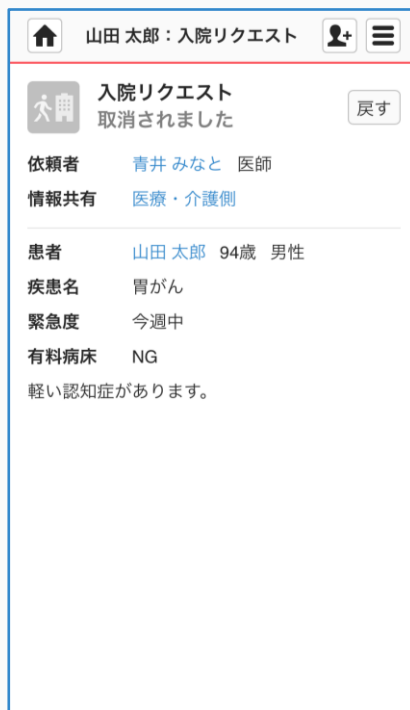 山田 太郎：入院リクエスト
入院リクエスト
取消されました
戻す
依頼者 青井 みなと 医師
情報共有 医療・介護側
患者 山田 太郎 94歳 男性
疾患名 胃がん
緊急度 今週中
有料病床 NG
軽い認知症があります。